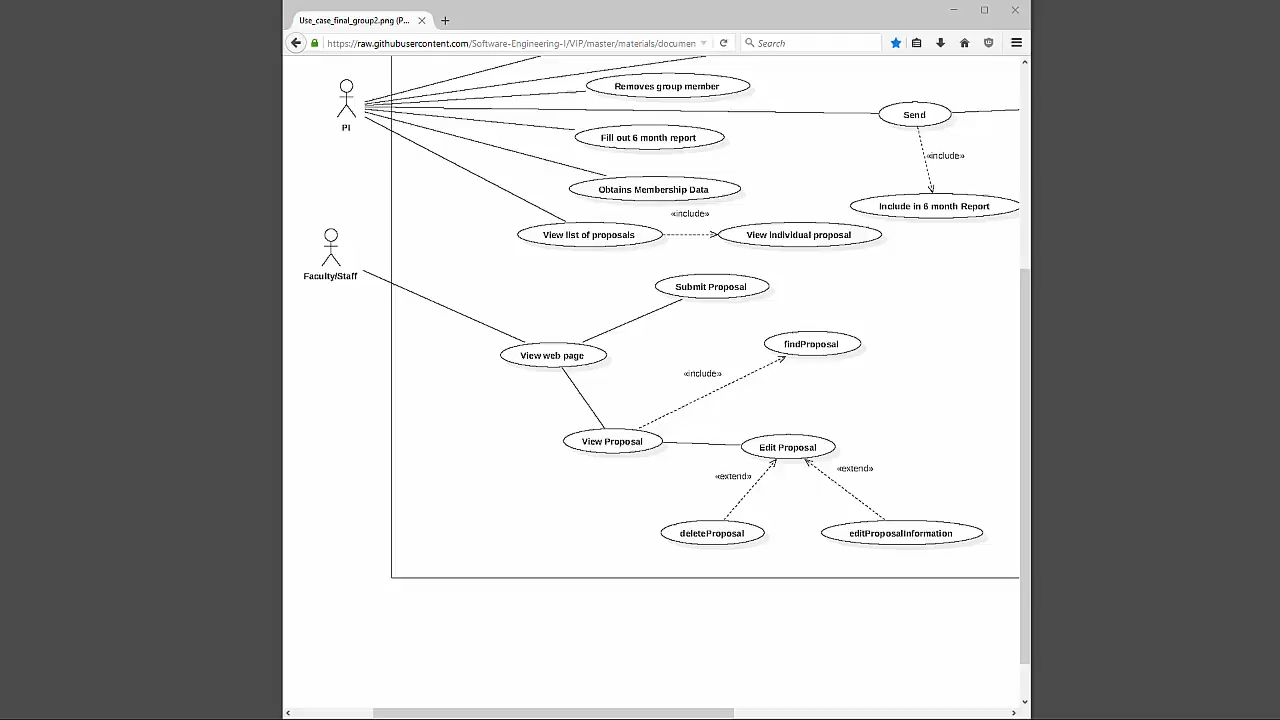 Use_case_final_group2.png (P...
https://raw.githubusercontent.com/Software-Engineering-I/VIP/master/materials/documen
Search
Removes group member
PI
Send
Fill out 6 month report
«include»
Obtains Membership Data
Include in 6 month Report
«include»
View list of proposals
View individual proposal
Faculty/Staff
Submit Proposal
findProposal
View web page
«include»
View Proposal
Edit Proposal
«extend»
«extend»
deleteProposal
editProposalInformation